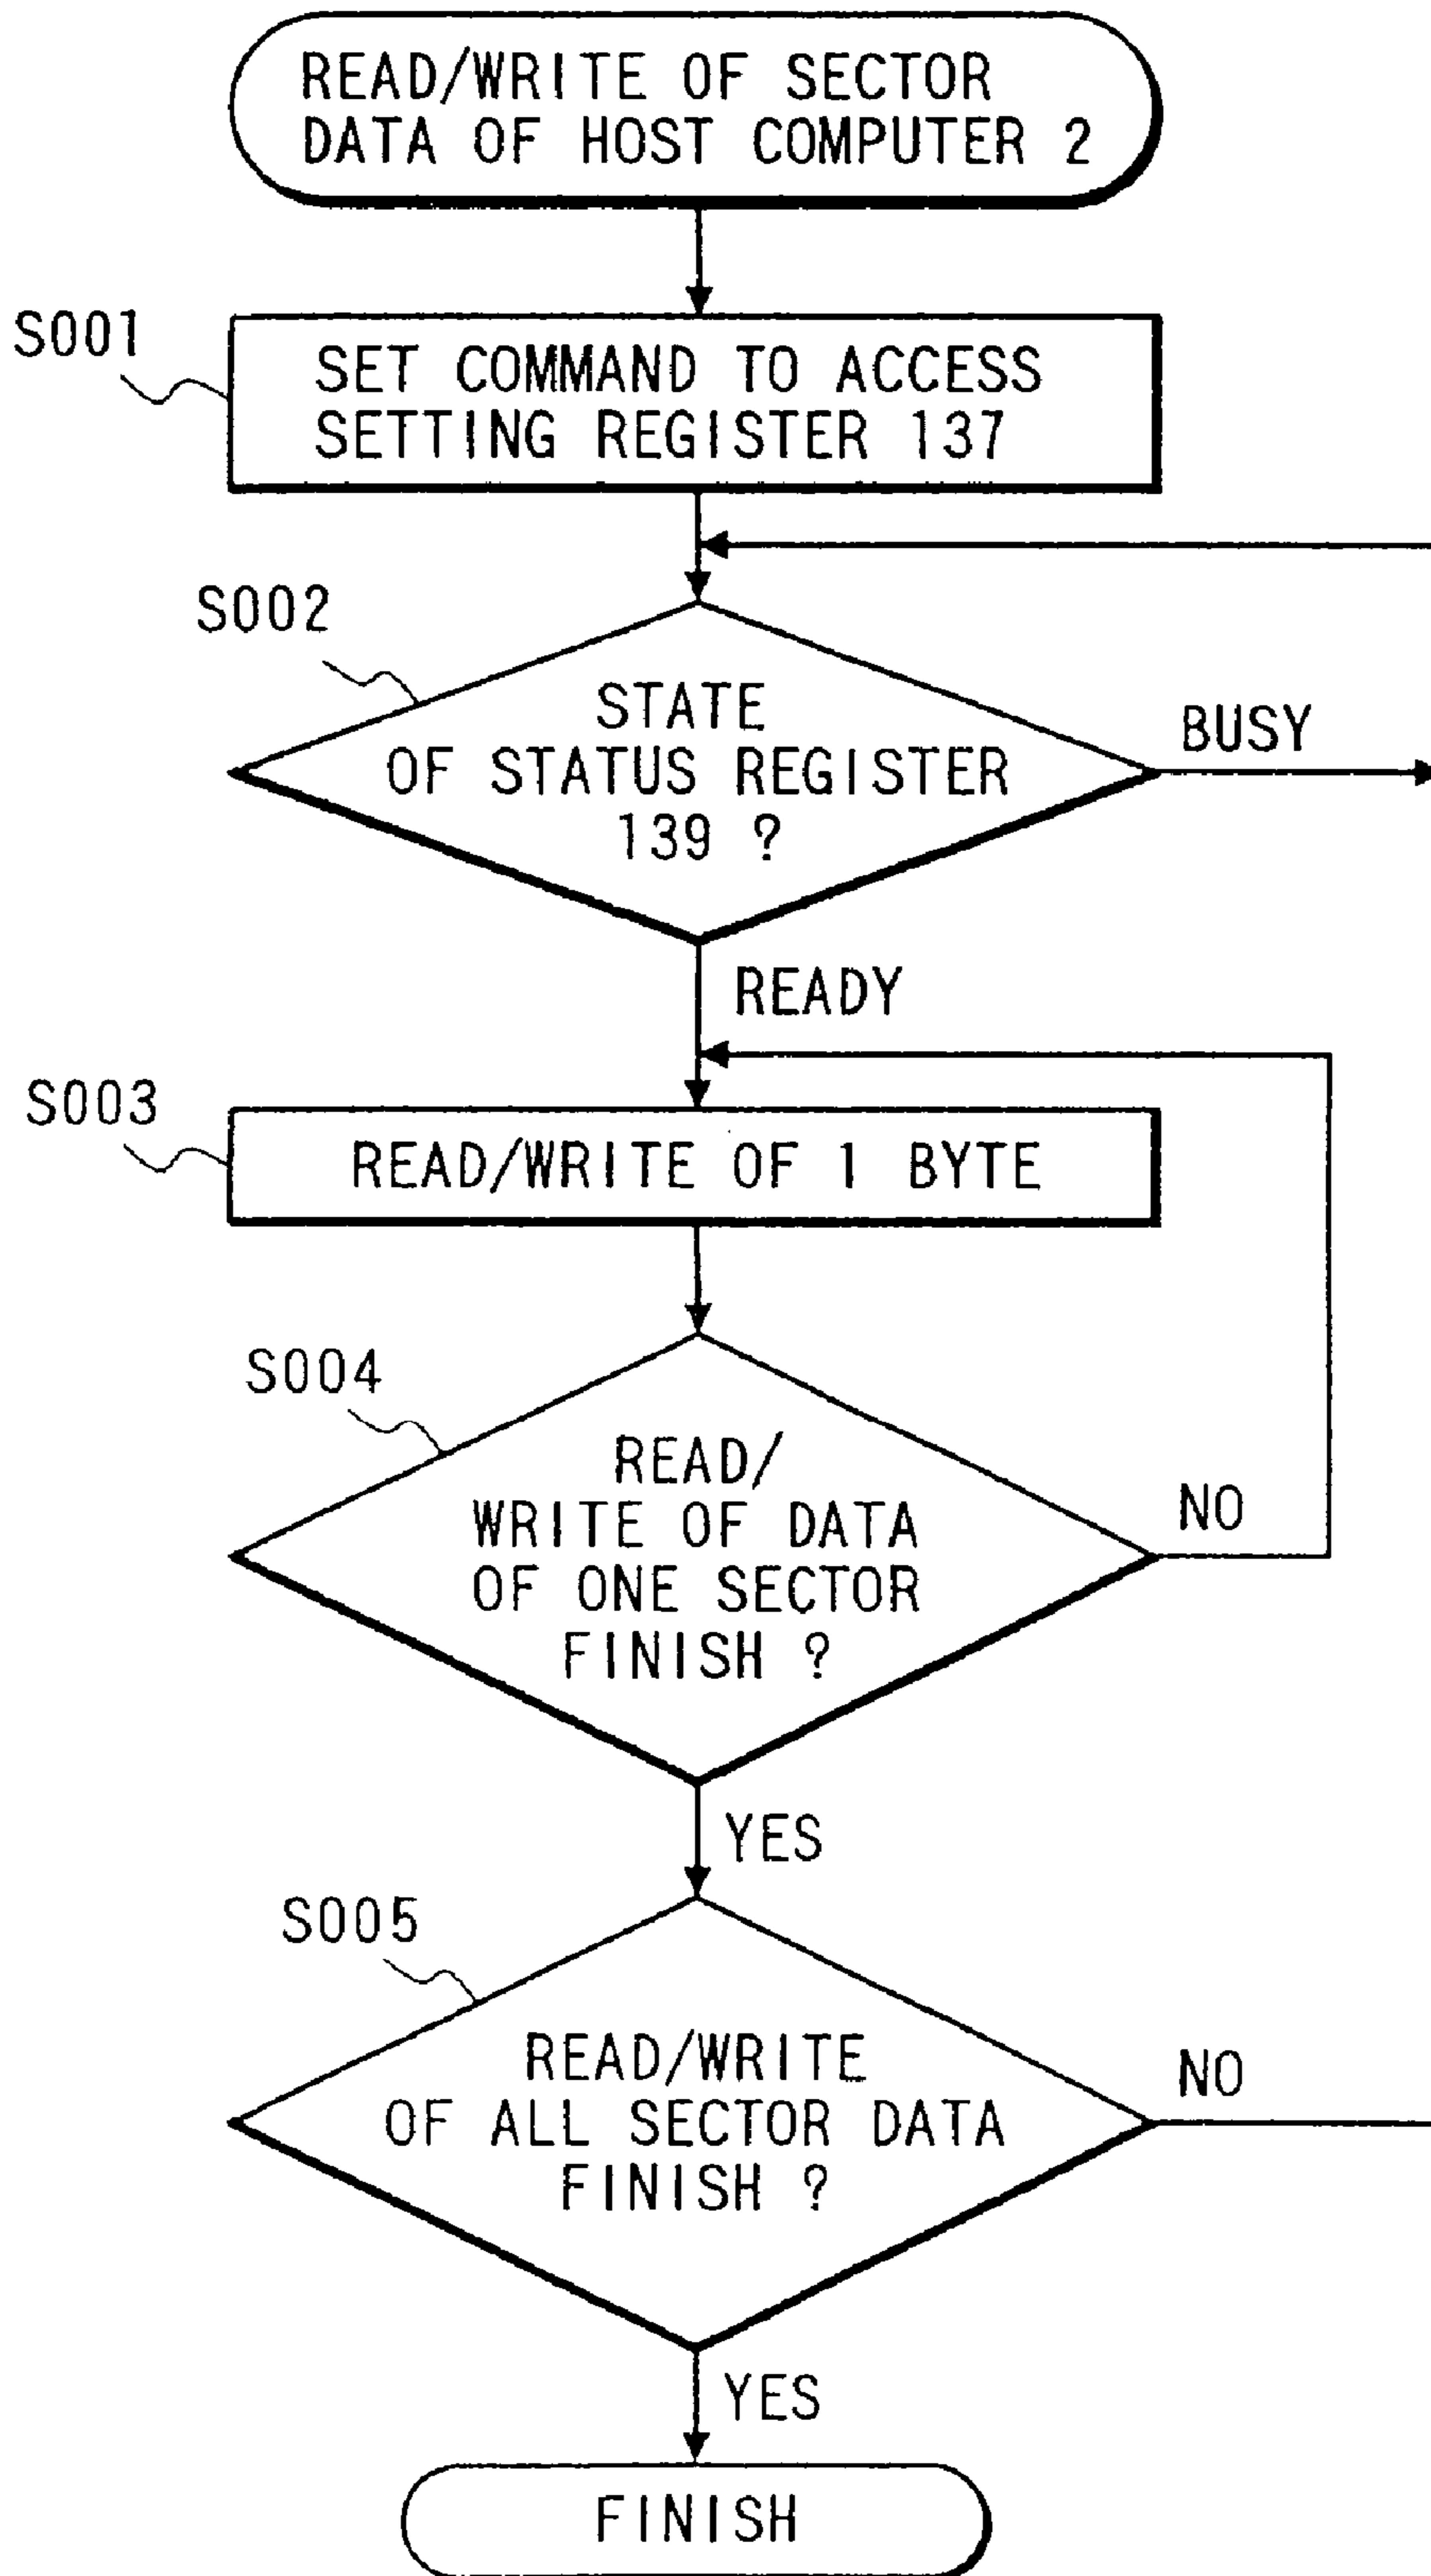 READ/WRITE OF SECTOR
DATA OF HOST COMPUTER 2
S001
SET COMMAND TO ACCESS
SETTING REGISTER 137
S002
STATE
OF STATUS REGISTER
139 ?
BUSY
READY
S003
READ/WRITE OF 1 BYTE
S004
READ/
WRITE OF DATA
OF ONE SECTOR
FINISH ?
NO
YES
S005
READ/WRITE
OF ALL SECTOR DATA
FINISH ?
NO
YES
FINISH